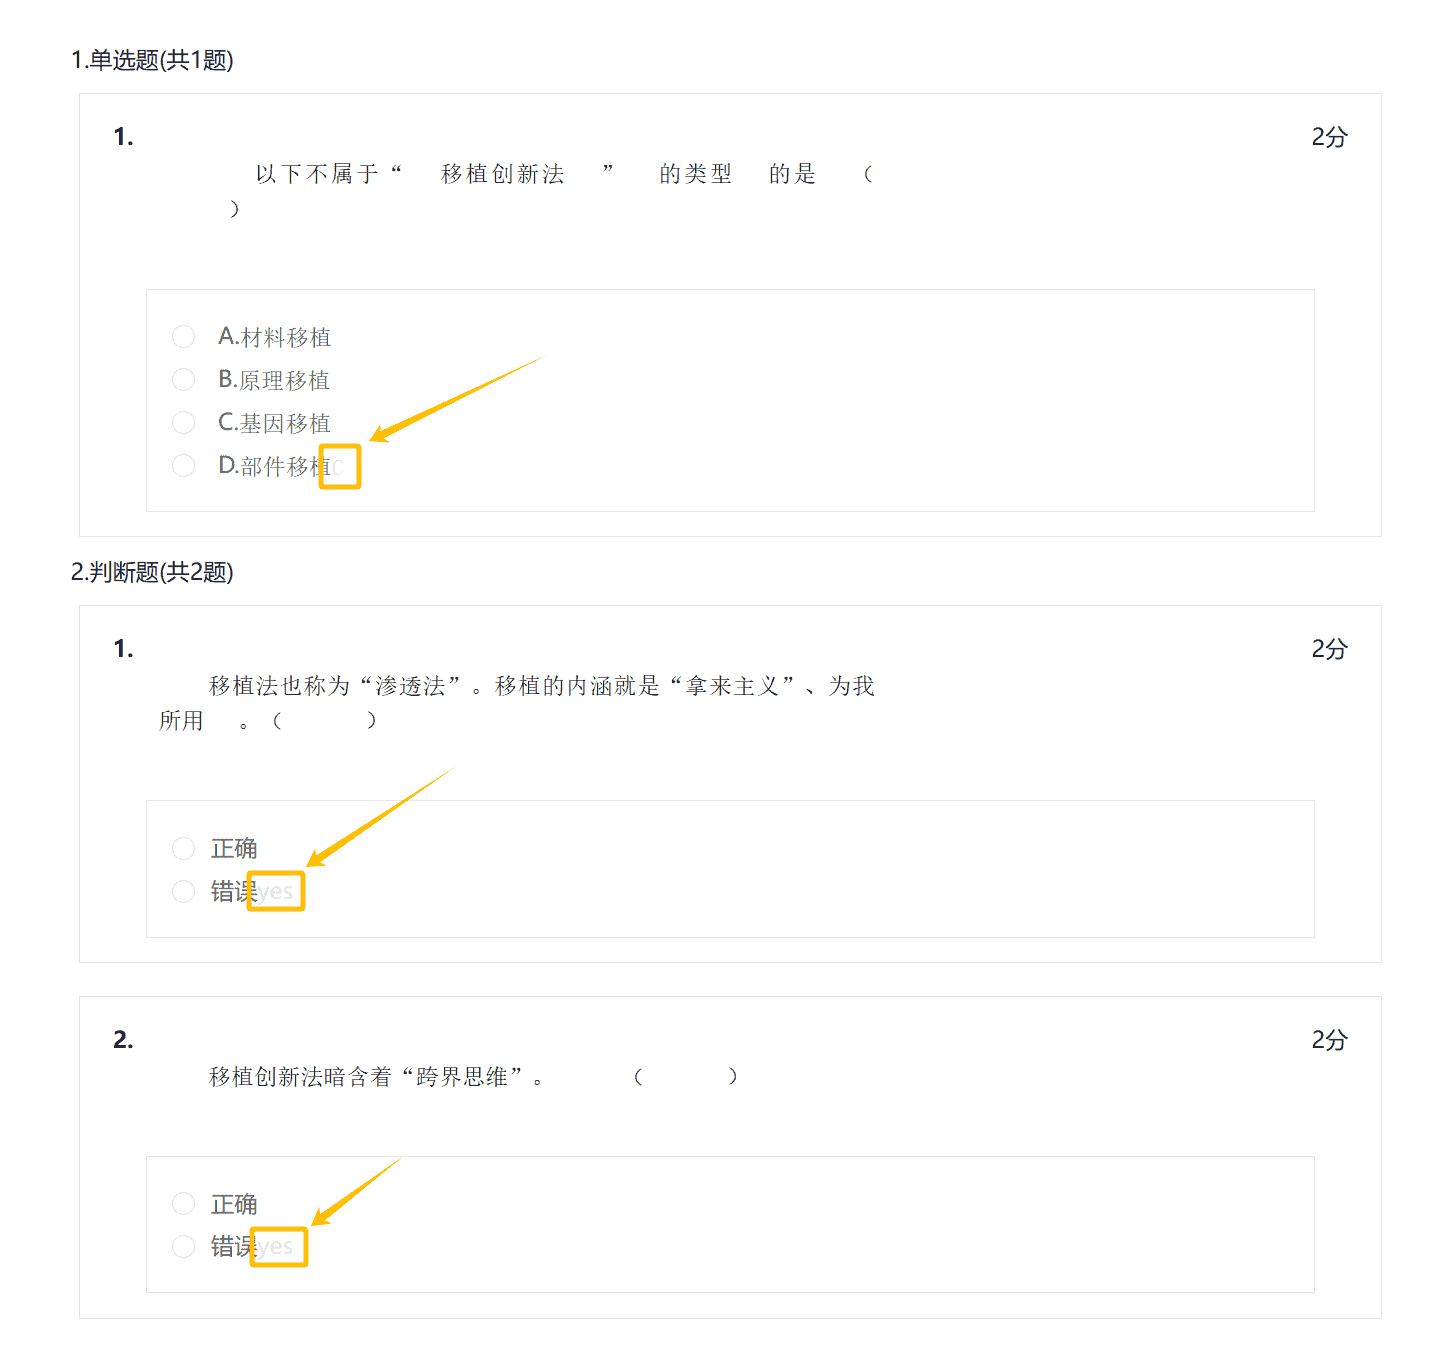 1.单选题(共1题)
1.
2分
以下不属于“ 移植创新法 ” 的类型 的是 （
）
A.材料移植
B.原理移植
C.基因移植
D.部件移植C
2.判断题(共2题)
1.
2分
移植法也称为“渗透法”。移植的内涵就是“拿来主义”、为我
所用 。（ ）
正确
错误yes
2.
2分
移植创新法暗含着“跨界思维”。 （ ）
正确
错误yes